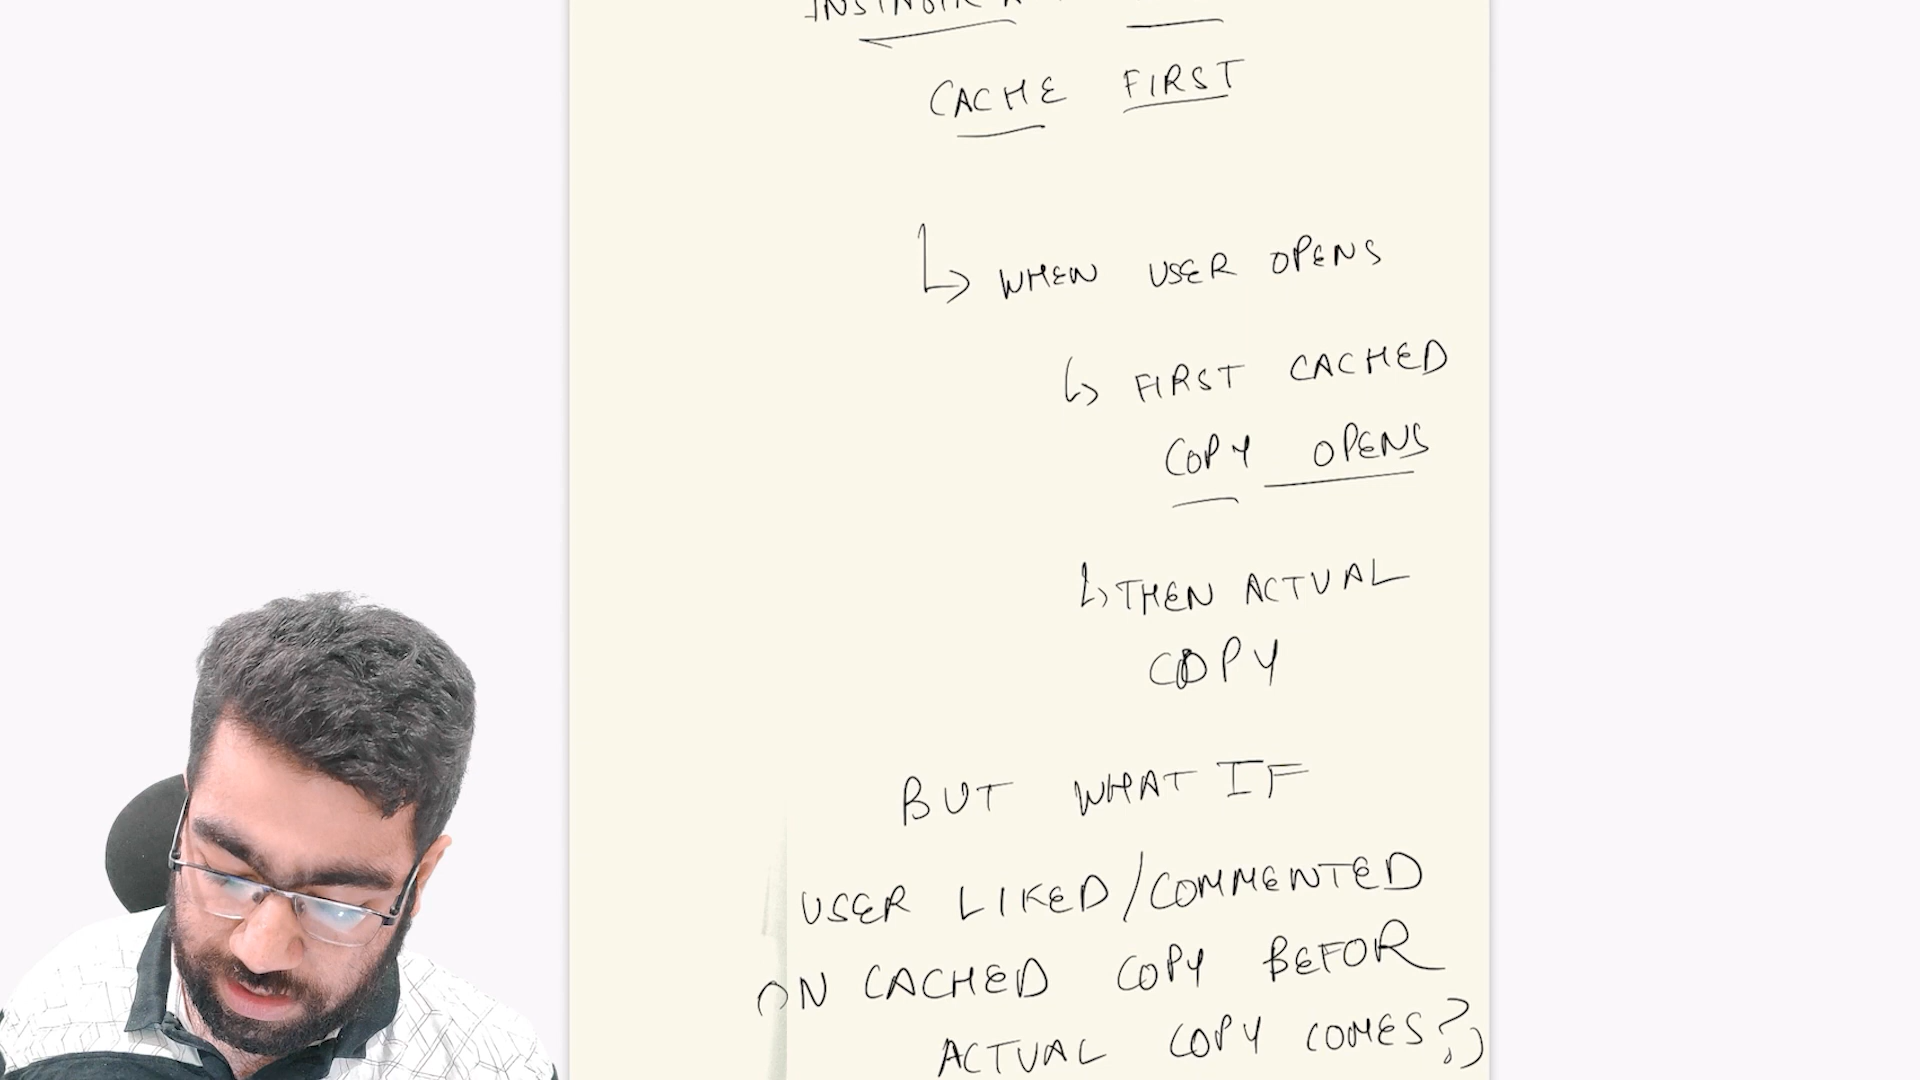 CACHE FIRST
↳ WHEN USER OPENS
↳ FIRST CACHED
COPY OPENS
↳ THEN ACTUAL
COPY
BUT WHAT IF
USER LIKED/COMMENTED
ON CACHED COPY BEFOR
ACTUAL COPY COMES?